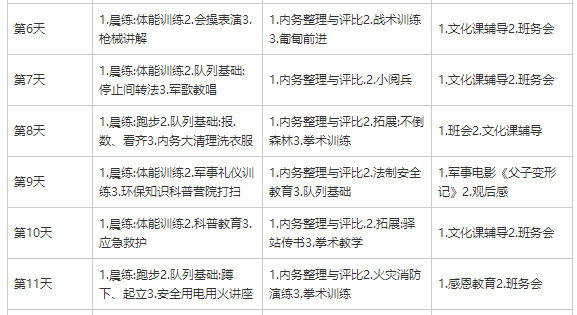 第6天
1.晨练:体能训练2.会操表演3.
枪械讲解
1.内务整理与评比2.战术训练
3.匍匐前进
1.文化课辅导2.班务会
第7天
1.晨练:体能训练2.队列基础:
停止间转法3.军歌教唱
1.内务整理与评比.2.小阅兵
1.文化课辅导2.班务会
第8天
1.晨练:跑步2.队列基础:报.
数、看齐3.内务大清理洗衣服
1.内务整理与评比2.拓展:不倒
森林3.拳术训练
1.班会2.文化课辅导
第9天
1.晨练:体能训练2.军事礼仪训
练3.环保知识科普营院打扫
1.内务整理与评比2.法制安全
教育3.队列基础
1.军事电影《父子变形
记》2.观后感
第10天
1.晨练:体能训练2.科普教育3.
应急救护
1.内务整理与评比.2.拓展:驿
站传书3.拳术教学
1.文化课辅导2.班务会
第11天
1.晨练:跑步2.队列基础:蹲
下、起立3.安全用电用火讲座
1.内务整理与评比2.火灾消防
演练3.拳术训练
1.感恩教育2.班务会